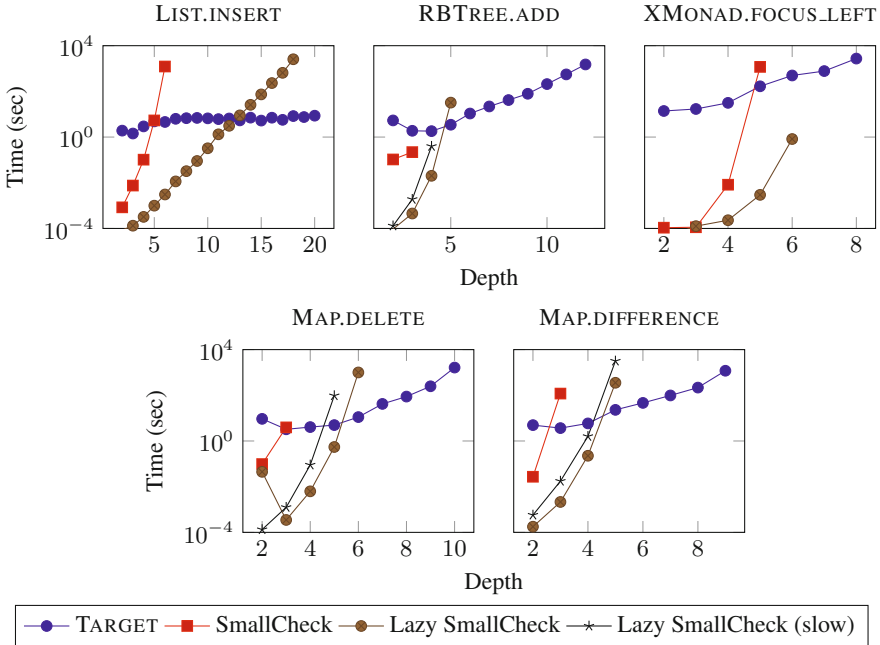 LIST.INSERT RBTREE.ADD XMONAD.FOCUS_LEFT
10^4
10^0
10^−4
Time (sec)
5 10 15 20
5 10
2 4 6 8
Depth
MAP.DELETE MAP.DIFFERENCE
10^4
10^0
10^−4
Time (sec)
2 4 6 8 10
2 4 6 8
Depth
TARGET SmallCheck Lazy SmallCheck Lazy SmallCheck (slow)